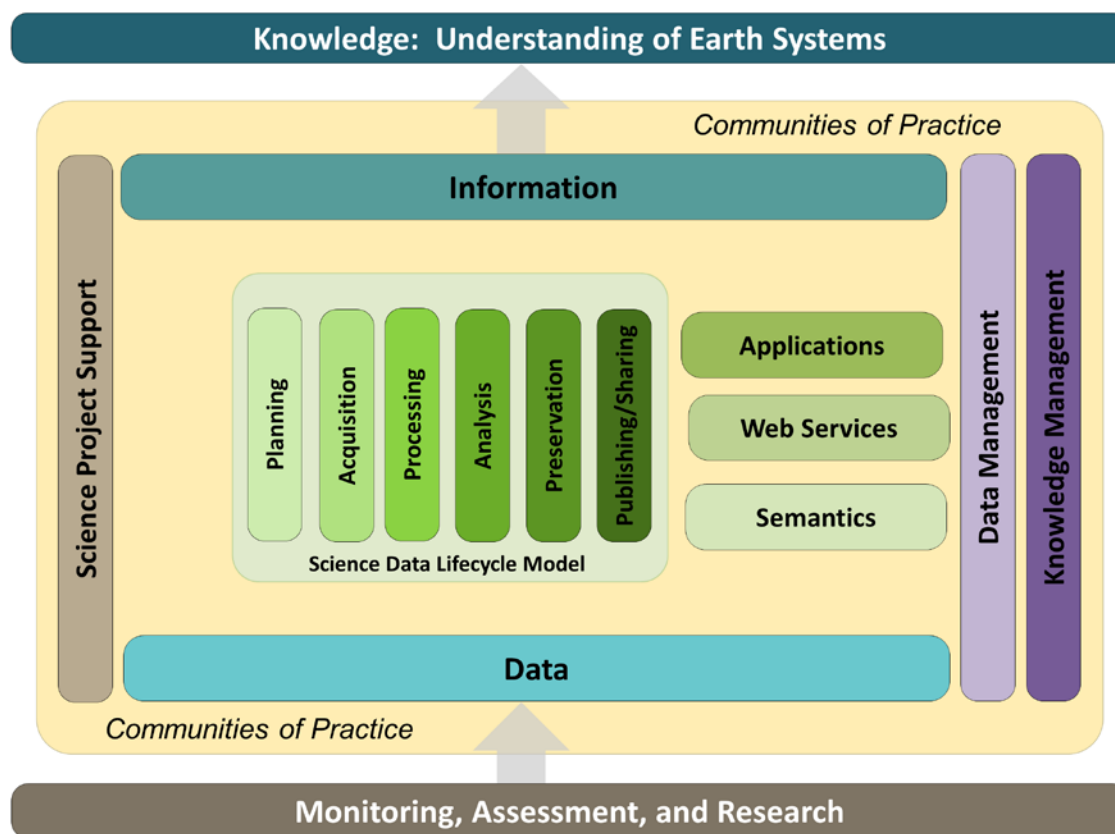 Knowledge:  Understanding of Earth Systems
Communities of Practice
Information
Science Project Support
Planning
Acquisition
Processing
Analysis
Preservation
Publishing/Sharing
Science Data Lifecycle Model
Applications
Web Services
Semantics
Data Management
Knowledge Management
Data
Communities of Practice
Monitoring, Assessment, and Research